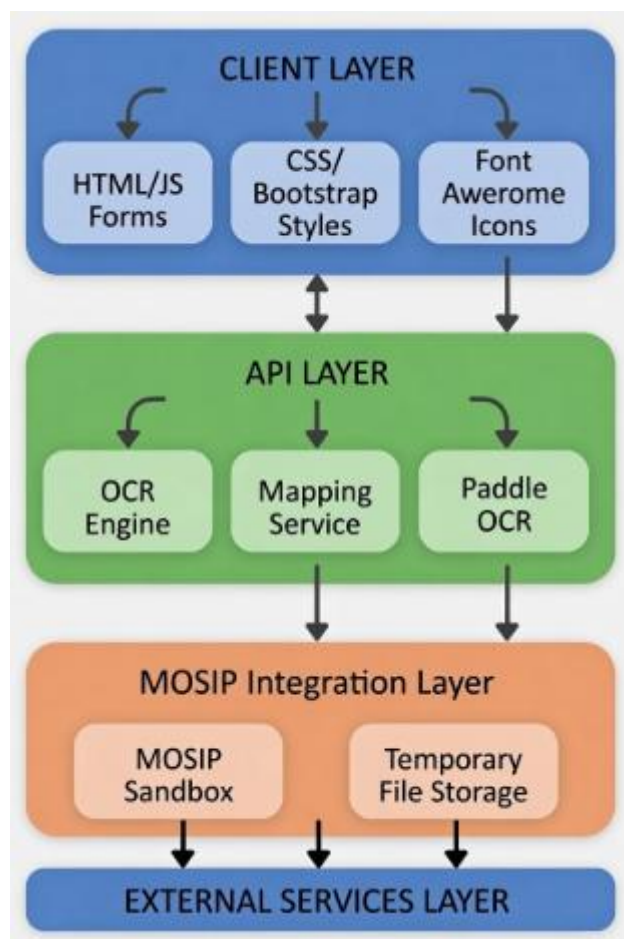 CLIENT LAYER
HTML/JS
Forms
CSS/
Bootstrap
Styles
Font
Awerome
Icons
API LAYER
OCR
Engine
Mapping
Service
Paddle
OCR
MOSIP Integration Layer
MOSIP
Sandbox
Temporary
File Storage
EXTERNAL SERVICES LAYER